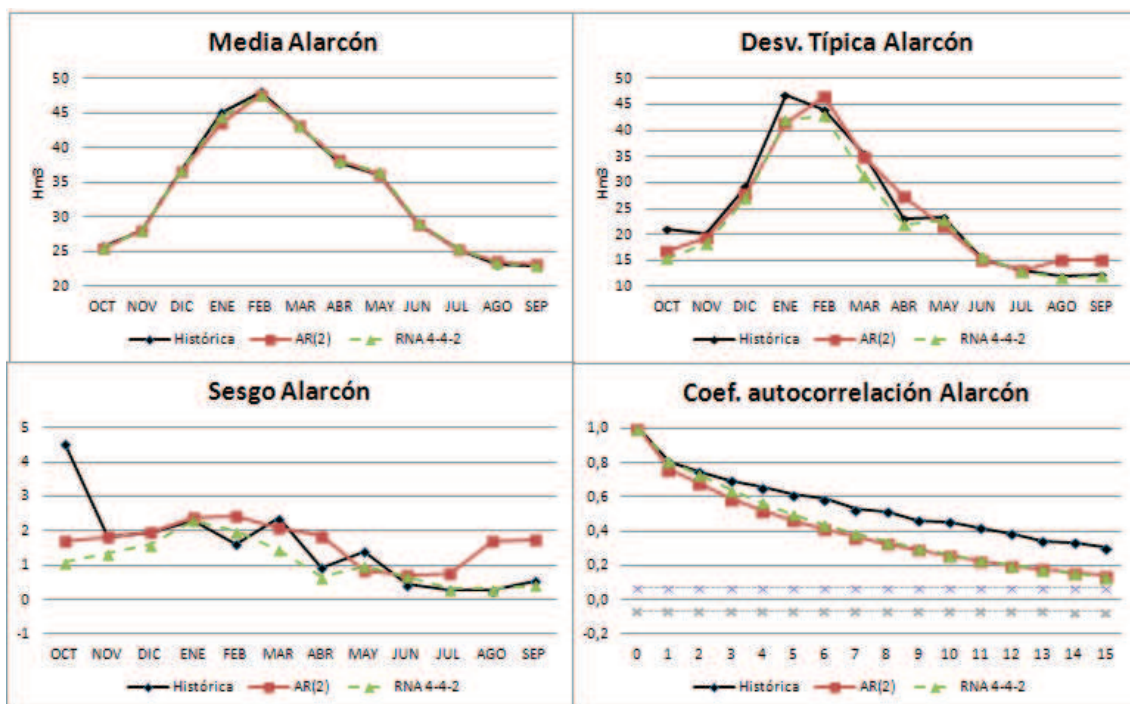 Media Alarcón
50
45
40
35
30
25
20
Hm3
OCT NOV DIC ENE FEB MAR ABR MAY JUN JUL AGO SEP
Histórica AR(2) RNA 4-4-2
Desv. Típica Alarcón
50
45
40
35
30
25
20
15
10
Hm3
OCT NOV DIC ENE FEB MAR ABR MAY JUN JUL AGO SEP
Histórica AR(2) RNA 4-4-2
Sesgo Alarcón
5
4
3
2
1
0
-1
OCT NOV DIC ENE FEB MAR ABR MAY JUN JUL AGO SEP
Histórica AR(2) RNA 4-4-2
Coef. autocorrelación Alarcón
1,0
0,8
0,6
0,4
0,2
0,0
-0,2
0 1 2 3 4 5 6 7 8 9 10 11 12 13 14 15
Histórica AR(2) RNA 4-4-2